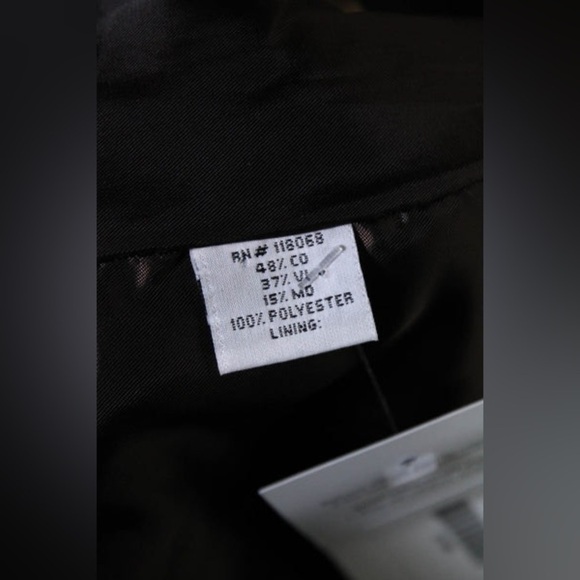 RN# 118068
48% CO
37% VI
15% MD
100% POLYESTER
LINING: